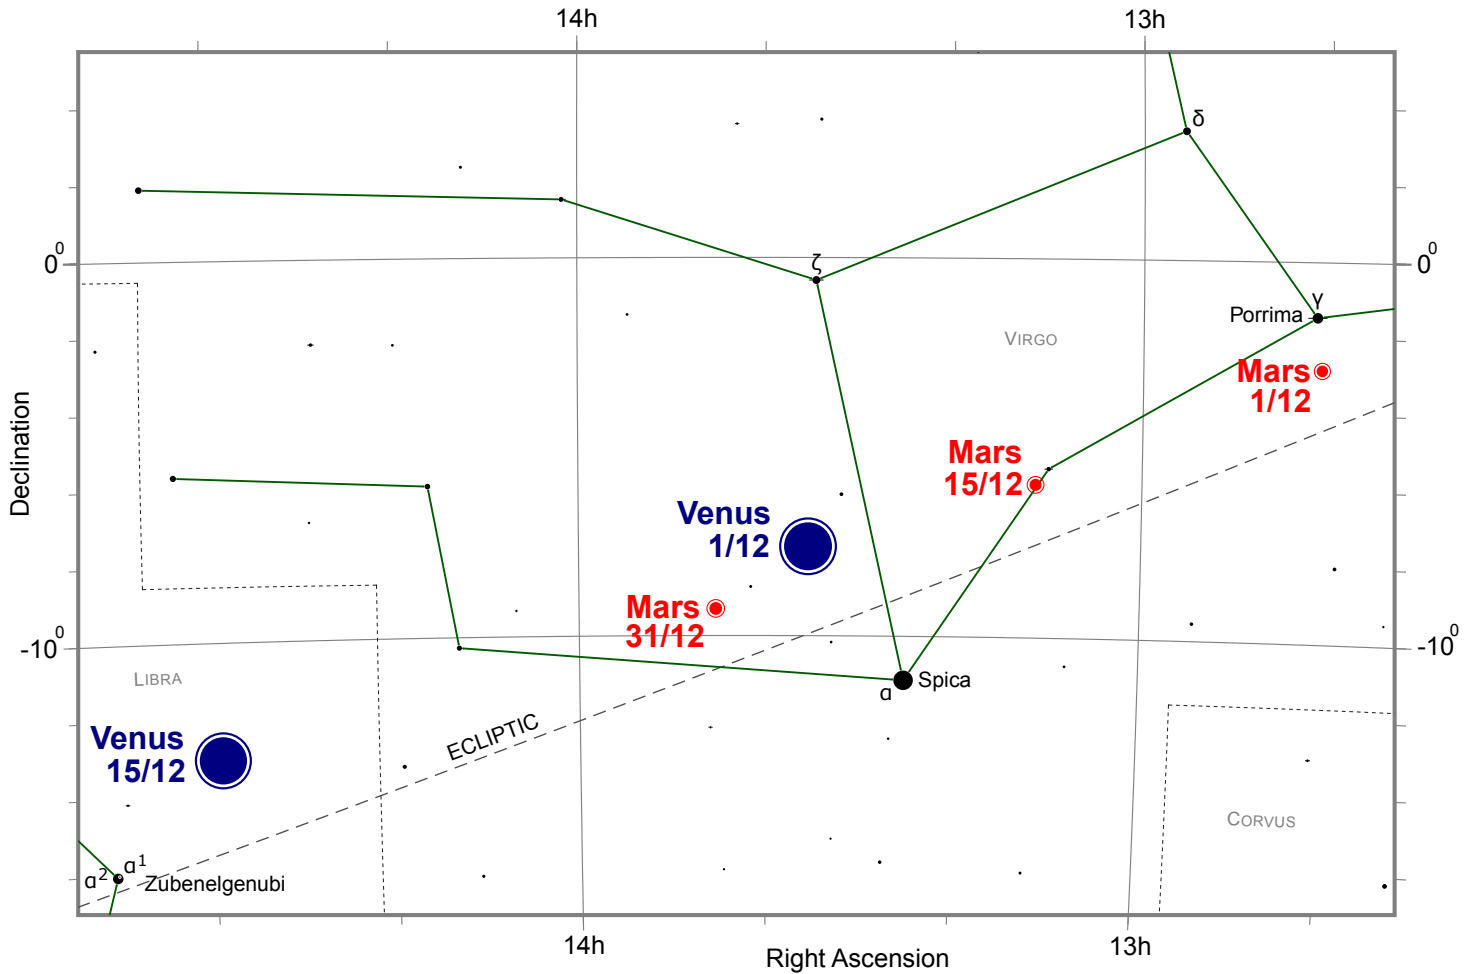 14h
13h
δ
0⁰
ζ
0⁰
γ
Porrima
VIRGO
Mars
1/12
Declination
Mars
15/12
Venus
1/12
Mars
31/12
-10⁰
-10⁰
LIBRA
α
Spica
Venus
15/12
ECLIPTIC
CORVUS
α¹
α²
Zubenelgenubi
14h
13h
Right Ascension